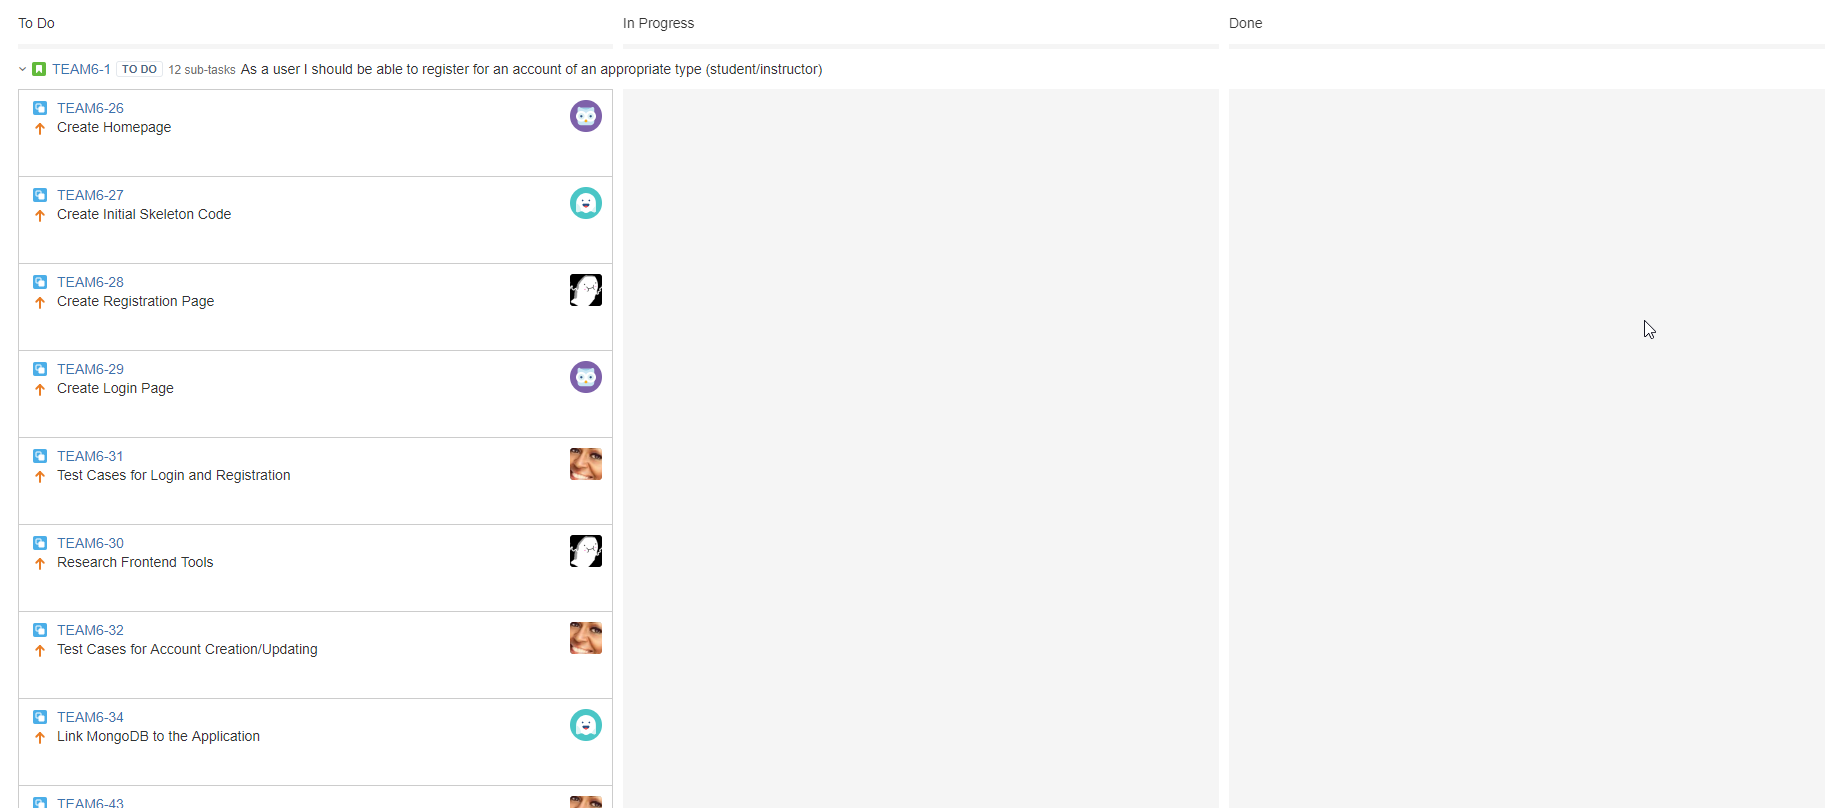 To Do
In Progress
Done
TEAM6-1 TO DO 12 sub-tasks As a user I should be able to register for an account of an appropriate type (student/instructor)
TEAM6-26
Create Homepage
TEAM6-27
Create Initial Skeleton Code
TEAM6-28
Create Registration Page
TEAM6-29
Create Login Page
TEAM6-31
Test Cases for Login and Registration
TEAM6-30
Research Frontend Tools
TEAM6-32
Test Cases for Account Creation/Updating
TEAM6-34
Link MongoDB to the Application
TEAM6-43